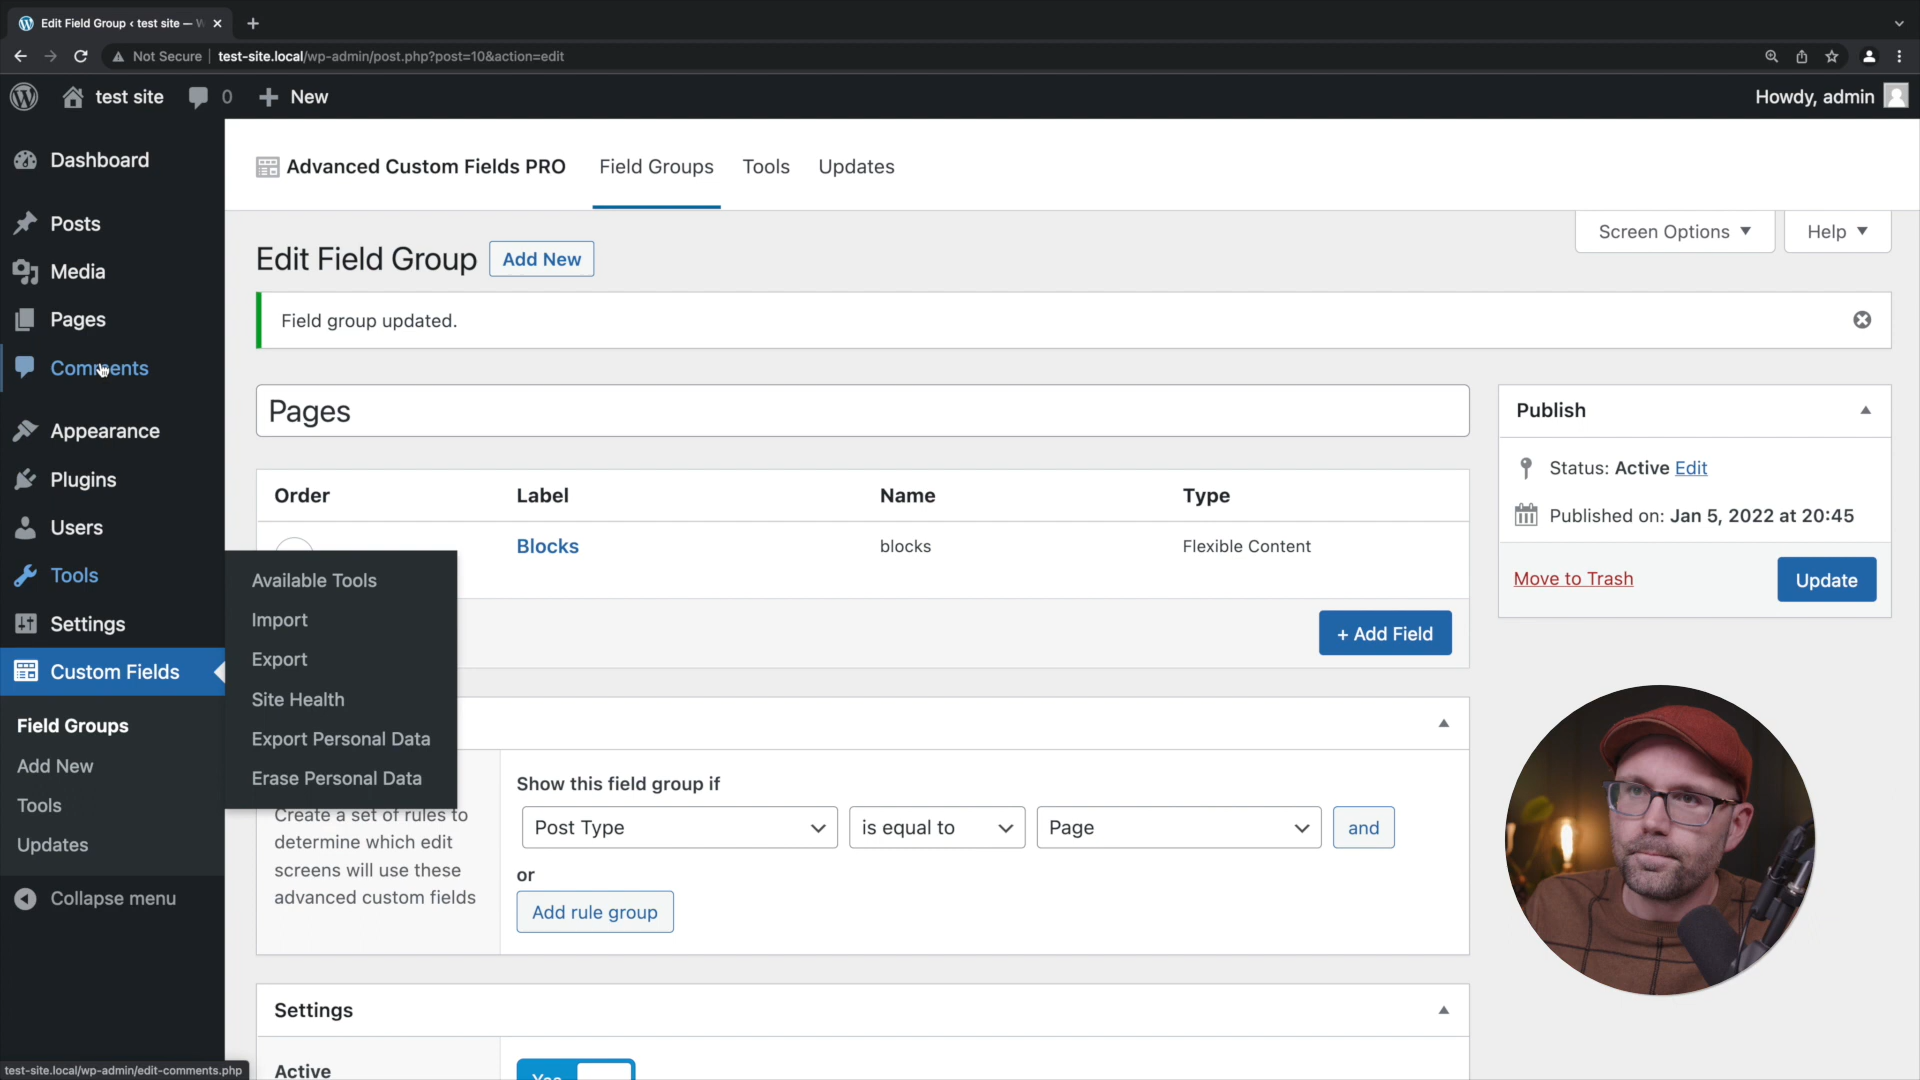 Edit Field Group ‹ test site — W
Not Secure test-site.local/wp-admin/post.php?post=10&action=edit
test site 0 New Howdy, admin
Dashboard
Posts
Media
Pages
Comments
Appearance
Plugins
Users
Tools
Settings
Custom Fields
Field Groups
Add New
Tools
Updates
Collapse menu
test-site.local/wp-admin/edit-comments.php
Available Tools
Import
Export
Site Health
Export Personal Data
Erase Personal Data
Advanced Custom Fields PRO Field Groups Tools Updates
Screen Options Help
Edit Field Group Add New
Field group updated.
Pages
Order Label Name Type
Blocks blocks Flexible Content
+ Add Field
Create a set of rules to
determine which edit
screens will use these
advanced custom fields
Show this field group if
Post Type is equal to Page and
or
Add rule group
Settings
Active Yes
Publish
Status: Active Edit
Published on: Jan 5, 2022 at 20:45
Move to Trash Update